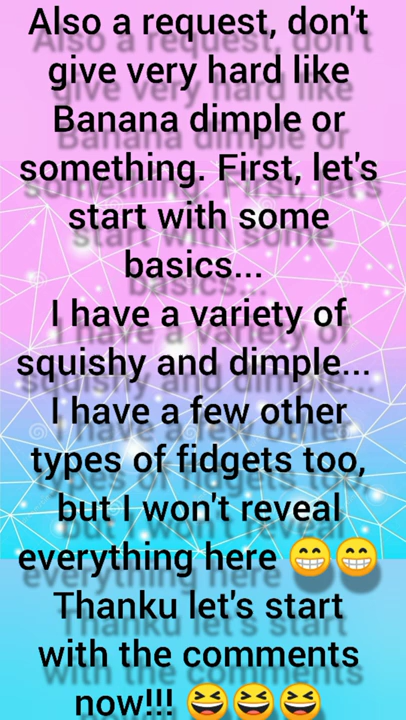 Also a request, don't
give very hard like
Banana dimple or
something. First, let's
start with some
basics...
I have a variety of
squishy and dimple...
I have a few other
types of fidgets too,
but I won't reveal
everything here 😁😁
Thanku let's start
with the comments
now!!! 😆😆😆